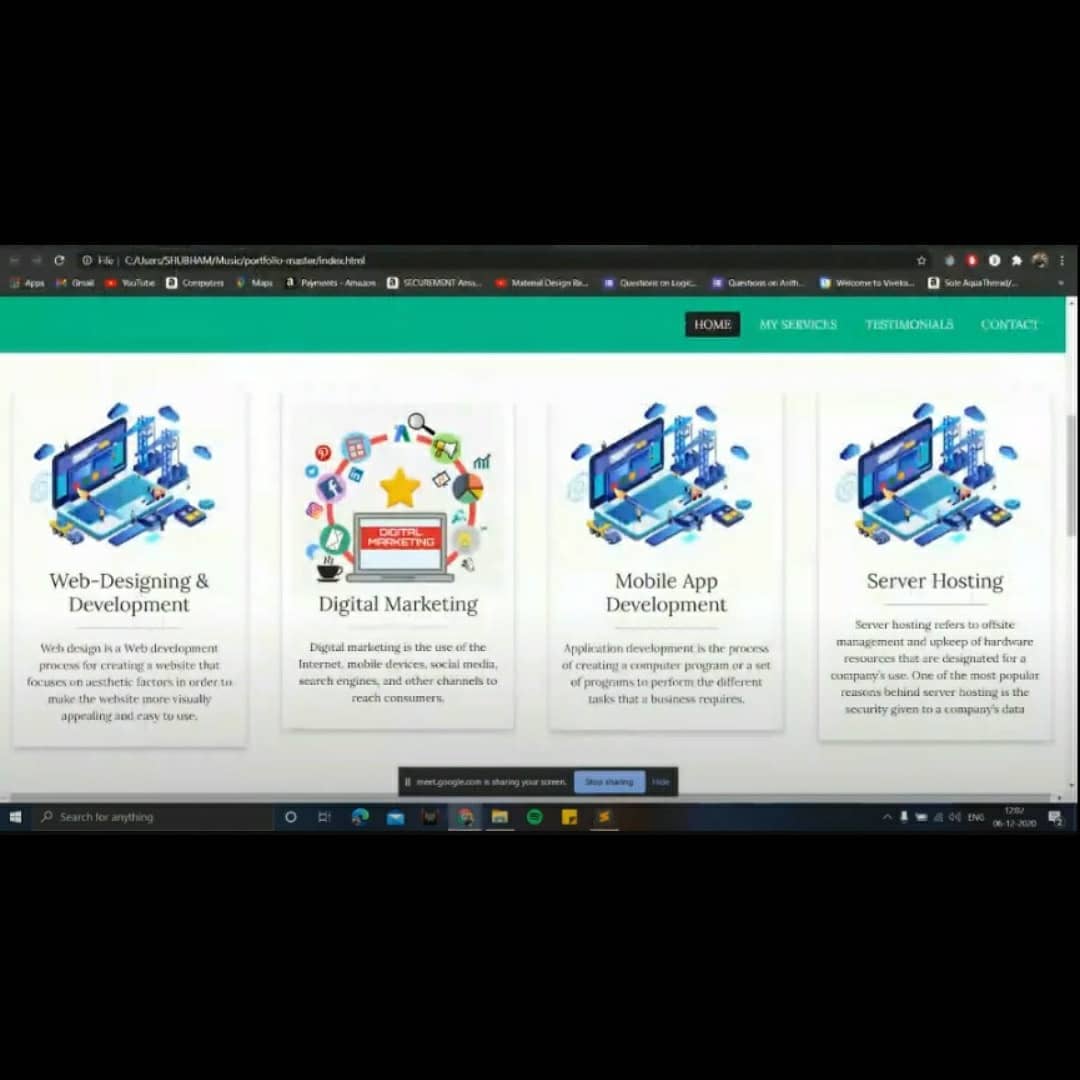 File | C:/Users/SHUBHAM/Music/portfolio-master/index.html
Apps Gmail YouTube Computers Maps Payments - Amazon SECUREMENT Ama... Material Design Re... Questions on Logic... Questions on Arith... Welcome to Viveka... Sole Aqua Thread/...
HOME MY SERVICES TESTIMONIALS CONTACT
DIGITAL
MARKETING
Web-Designing &
Development
Web design is a Web development
process for creating a website that
focuses on aesthetic factors in order to
make the website more visually
appealing and easy to use.
Digital Marketing
Digital marketing is the use of the
Internet, mobile devices, social media,
search engines, and other channels to
reach consumers.
Mobile App
Development
Application development is the process
of creating a computer program or a set
of programs to perform the different
tasks that a business requires.
Server Hosting
Server hosting refers to offsite
management and upkeep of hardware
resources that are designated for a
company's use. One of the most popular
reasons behind server hosting is the
security given to a company's data
meet.google.com is sharing your screen. Stop sharing Hide
Search for anything
ENG
12:02
06-12-2020